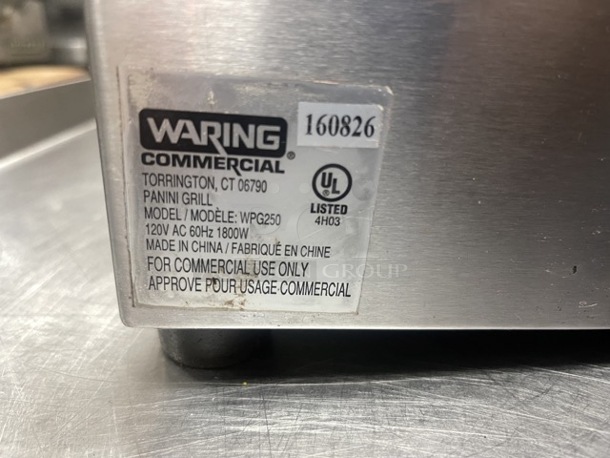 WARING
COMMERCIAL®
160826
TORRINGTON, CT 06790
PANINI GRILL
MODEL / MODÈLE: WPG250
120V AC 60Hz 1800W
MADE IN CHINA / FABRIQUÉ EN CHINE
FOR COMMERCIAL USE ONLY
APPROVE POUR USAGE COMMERCIAL
UL
LISTED
4H03
GROUP